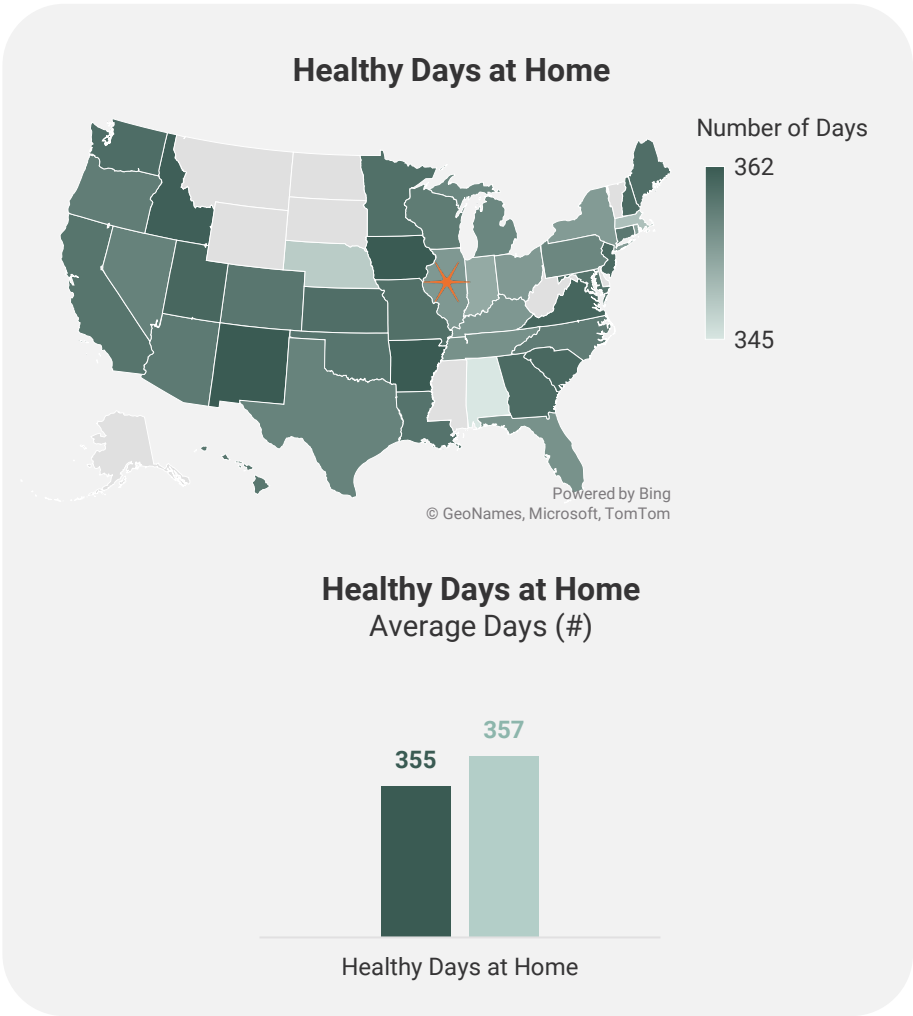 Healthy Days at Home
Number of Days
362
345
Powered by Bing
© GeoNames, Microsoft, TomTom
Healthy Days at Home
Average Days (#)
357
355
Healthy Days at Home